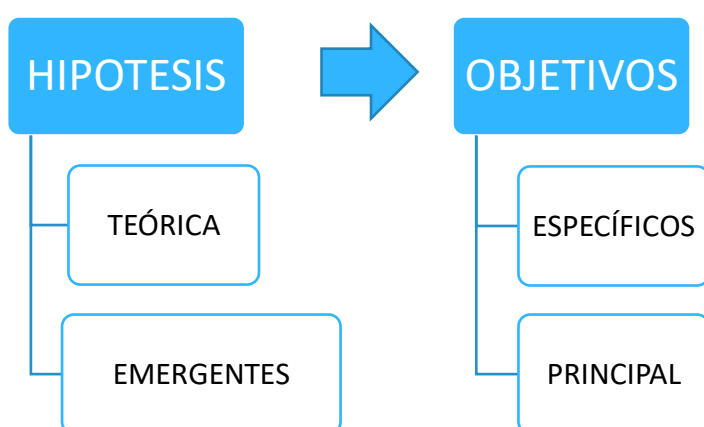 HIPOTESIS
TEÓRICA
EMERGENTES
OBJETIVOS
ESPECÍFICOS
PRINCIPAL